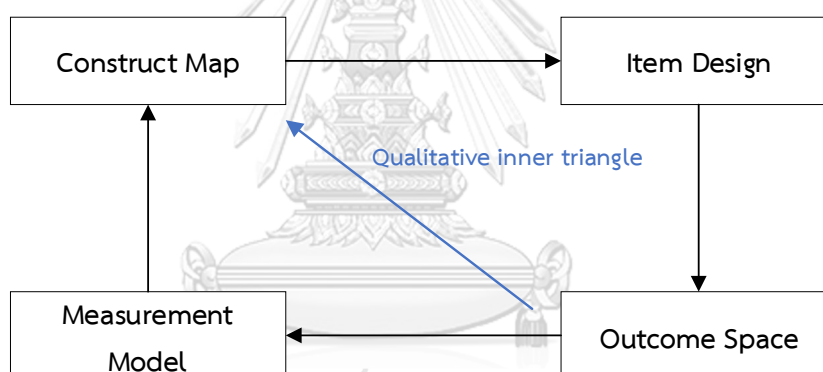 Construct Map
Item Design
Qualitative inner triangle
Measurement
Model
Outcome Space